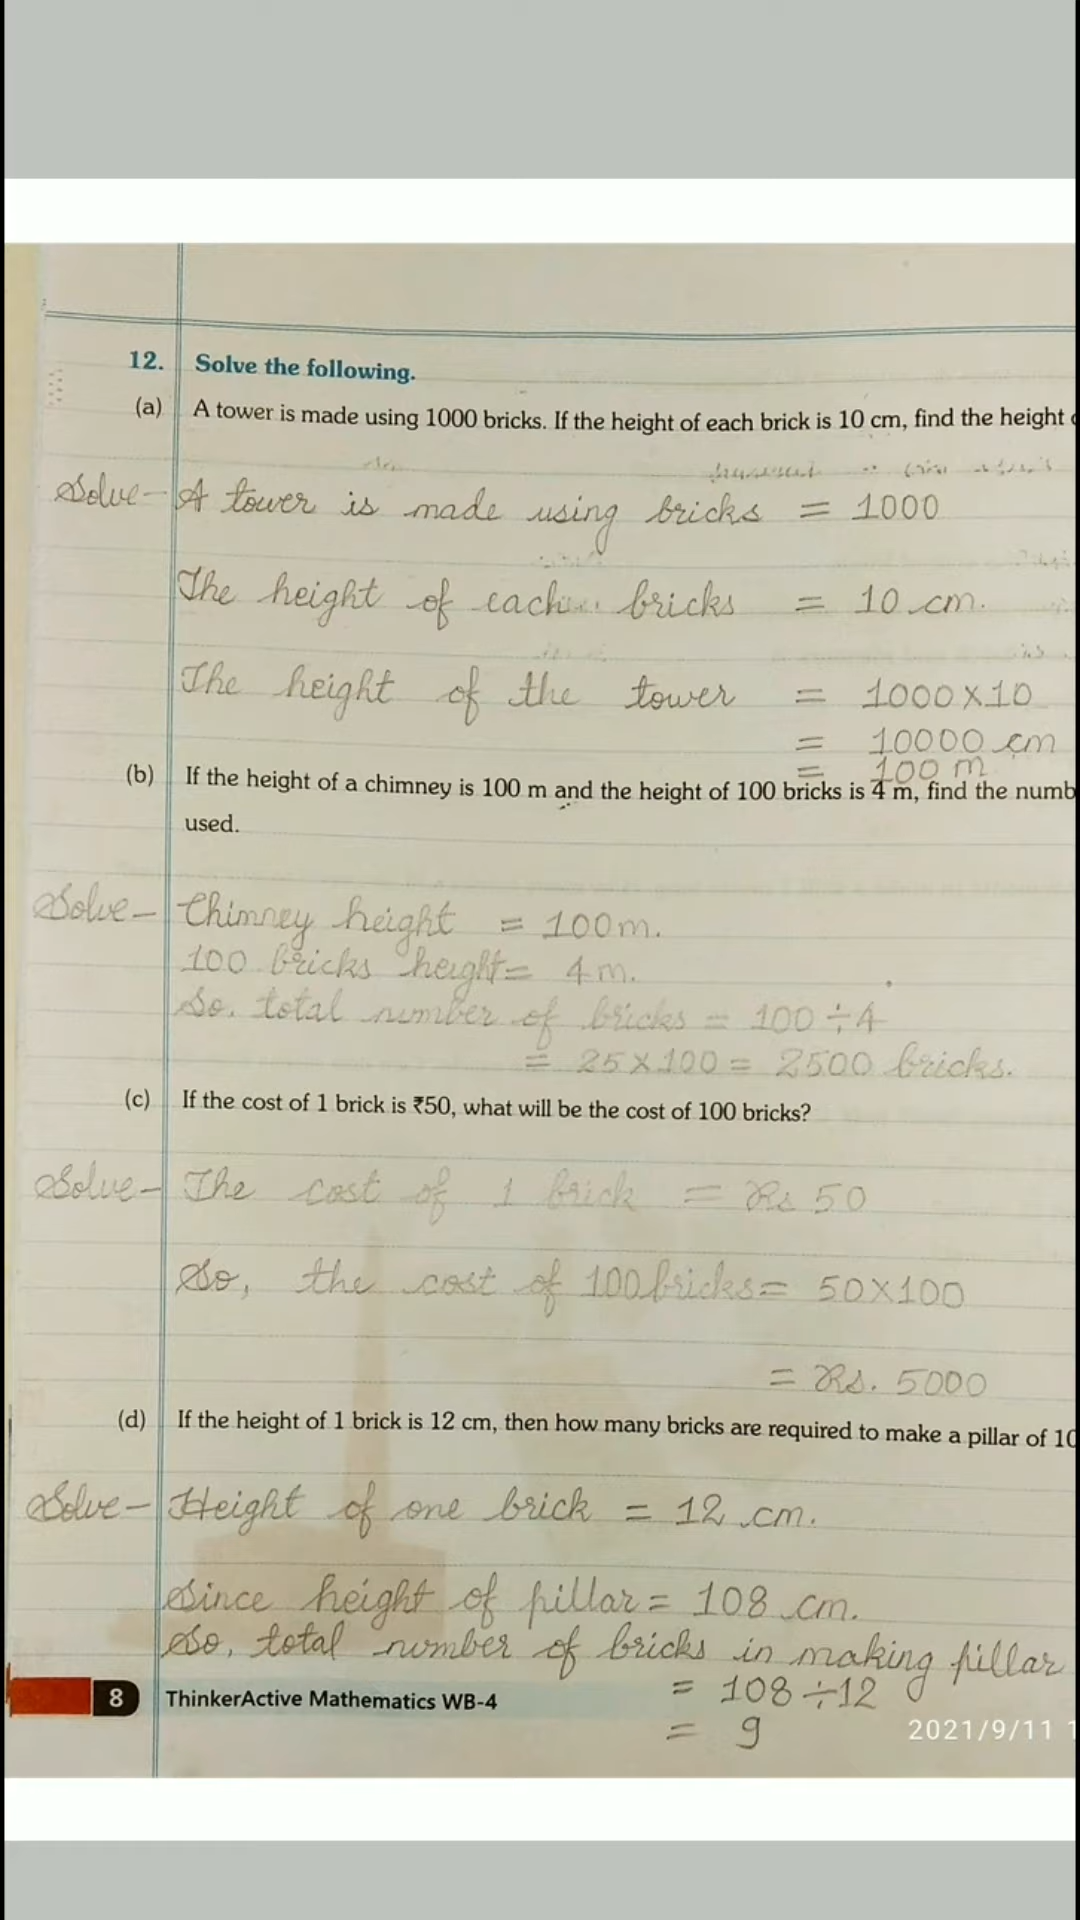 12. Solve the following.
(a) A tower is made using 1000 bricks. If the height of each brick is 10 cm, find the height
Solve- A tower is made using bricks = 1000
The height of each bricks = 10 cm.
The height of the tower = 1000 x 10
= 10000 cm
= 100 m
(b) If the height of a chimney is 100 m and the height of 100 bricks is 4 m, find the numb
used.
Solve- Chimney height = 100m.
100 bricks height = 4 m.
So, total number of bricks = 100 ÷ 4
= 25 x 100 = 2500 bricks.
(c) If the cost of 1 brick is ₹50, what will be the cost of 100 bricks?
Solve- The cost of 1 brick = Rs 50
So, the cost of 100 bricks = 50 x 100
= Rs. 5000
(d) If the height of 1 brick is 12 cm, then how many bricks are required to make a pillar of 10
Solve- Height of one brick = 12 cm.
Since height of pillar = 108 cm.
So, total number of bricks in making pillar
= 108 ÷ 12
= 9
8 ThinkerActive Mathematics WB-4
2021/9/11 1